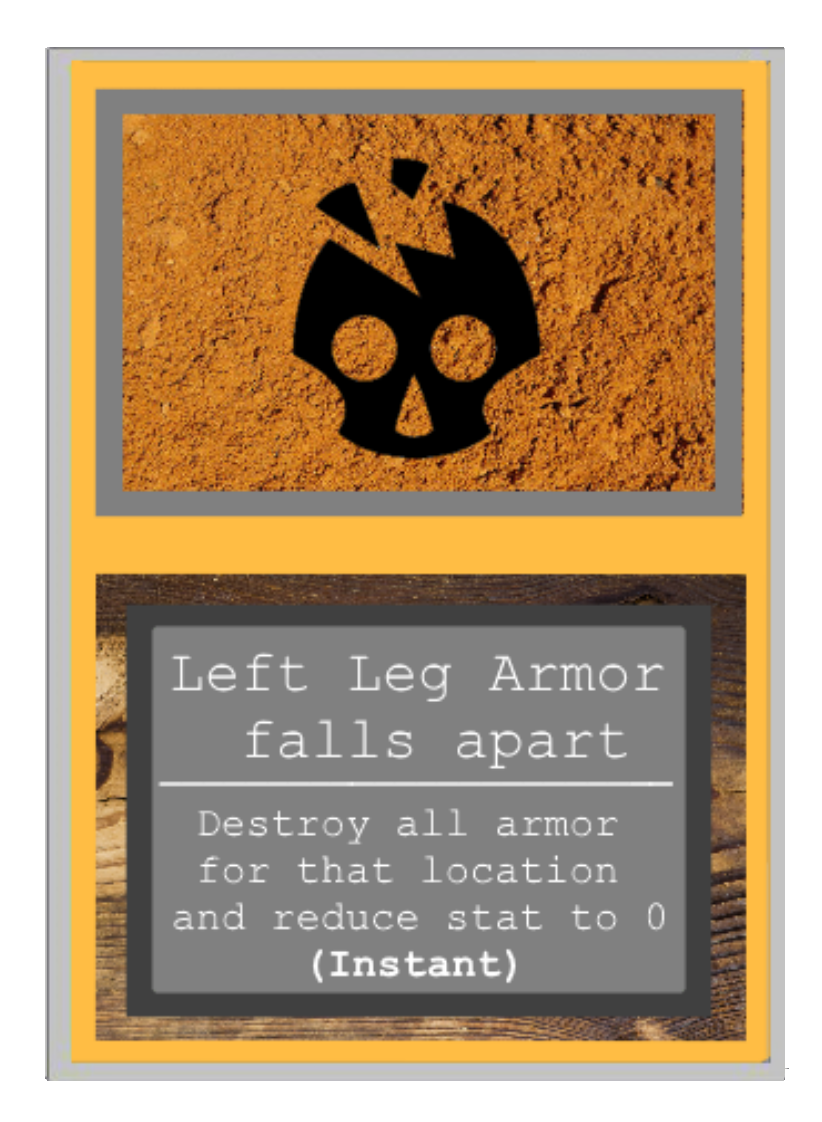 Left Leg Armor
falls apart
Destroy all armor
for that location
and reduce stat to 0
(Instant)